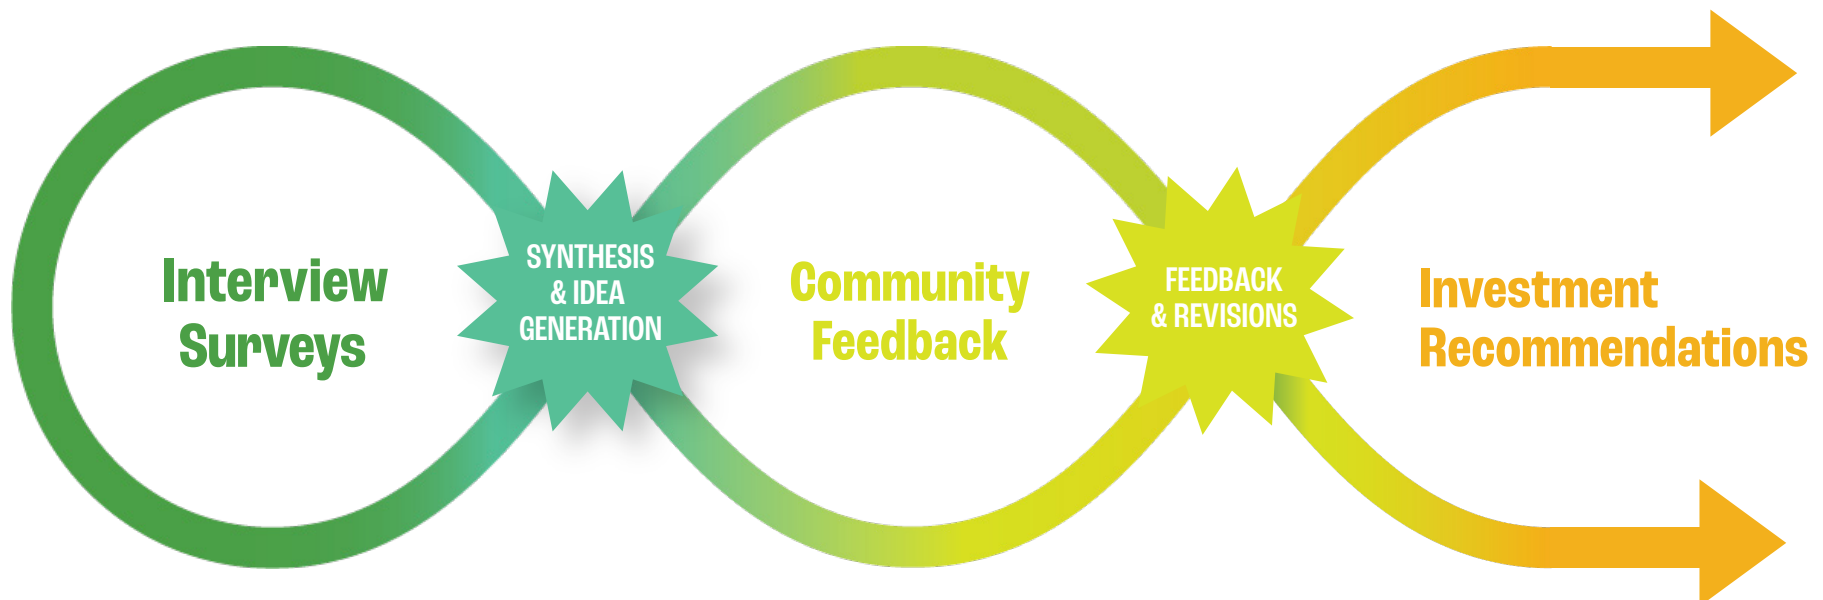 Interview
Surveys
SYNTHESIS
& IDEA
GENERATION
Community
Feedback
FEEDBACK
& REVISIONS
Investment
Recommendations